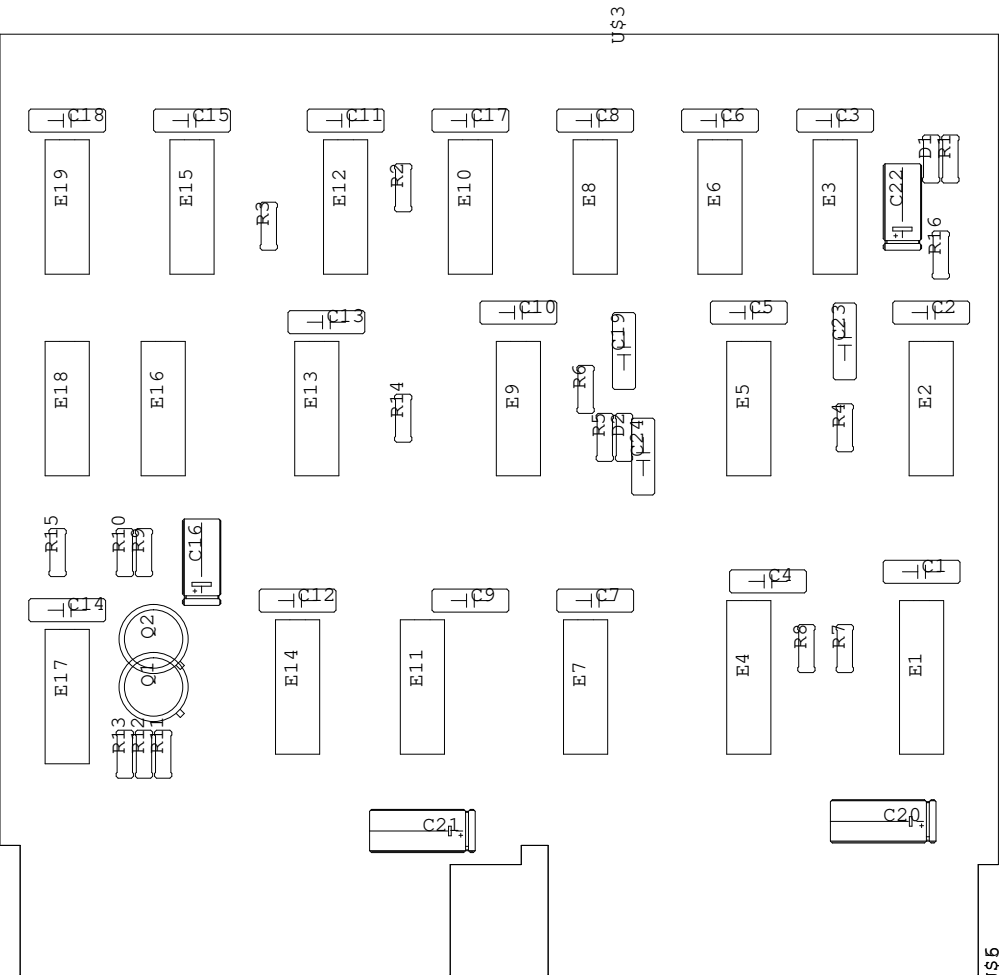 U$3
C18 C15 C11 C17 C8 C6 C3
D1 R1
E19 E15 E12 R2 E10 E8 E6 E3 C22
R3 R16
C13 C10 C19 C5 C23 C2
E18 E16 E13 R14 E9 R6 E5 R4 E2
R5 D2 C24
R15 R10 R9 C16
C14 C12 C9 C7 C4 C1
Q2
E17 Q1 E14 E11 E7 E4 R8 R7 E1
R13 R12 R11
C21 C20
U$5